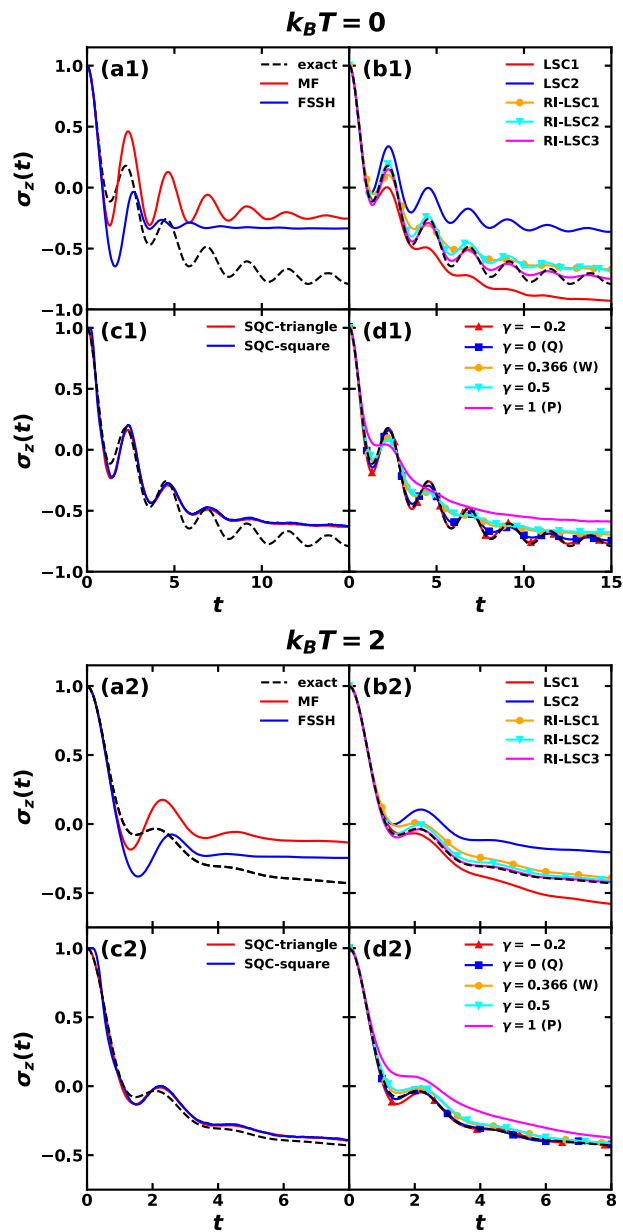 k_B T = 0
(a1)
exact
MF
FSSH
(b1)
LSC1
LSC2
RI-LSC1
RI-LSC2
RI-LSC3
1.0
0.5
0.0
−0.5
−1.0
σ_z(t)
(c1)
SQC-triangle
SQC-square
(d1)
γ = −0.2
γ = 0 (Q)
γ = 0.366 (W)
γ = 0.5
γ = 1 (P)
1.0
0.5
0.0
−0.5
−1.0
σ_z(t)
0 5 10 0 5 10 15
t t
k_B T = 2
(a2)
exact
MF
FSSH
(b2)
LSC1
LSC2
RI-LSC1
RI-LSC2
RI-LSC3
1.0
0.5
0.0
−0.5
σ_z(t)
(c2)
SQC-triangle
SQC-square
(d2)
γ = −0.2
γ = 0 (Q)
γ = 0.366 (W)
γ = 0.5
γ = 1 (P)
1.0
0.5
0.0
−0.5
σ_z(t)
0 2 4 6 0 2 4 6 8
t t